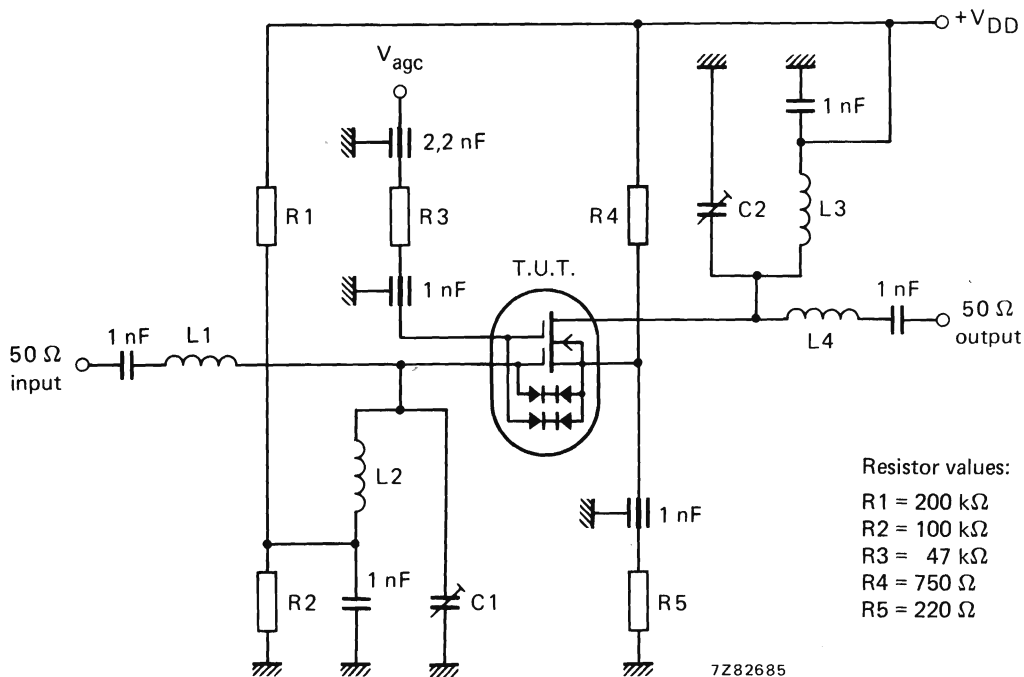 +VDD
Vagc
2,2 nF
1 nF
R1
R3
R4
C2
L3
T.U.T.
1 nF
1 nF
50 Ω
output
1 nF
L1
L4
50 Ω
input
L2
Resistor values:
R1 = 200 kΩ
R2 = 100 kΩ
R3 = 47 kΩ
R4 = 750 Ω
R5 = 220 Ω
1 nF
1 nF
R2
C1
R5
7Z82685